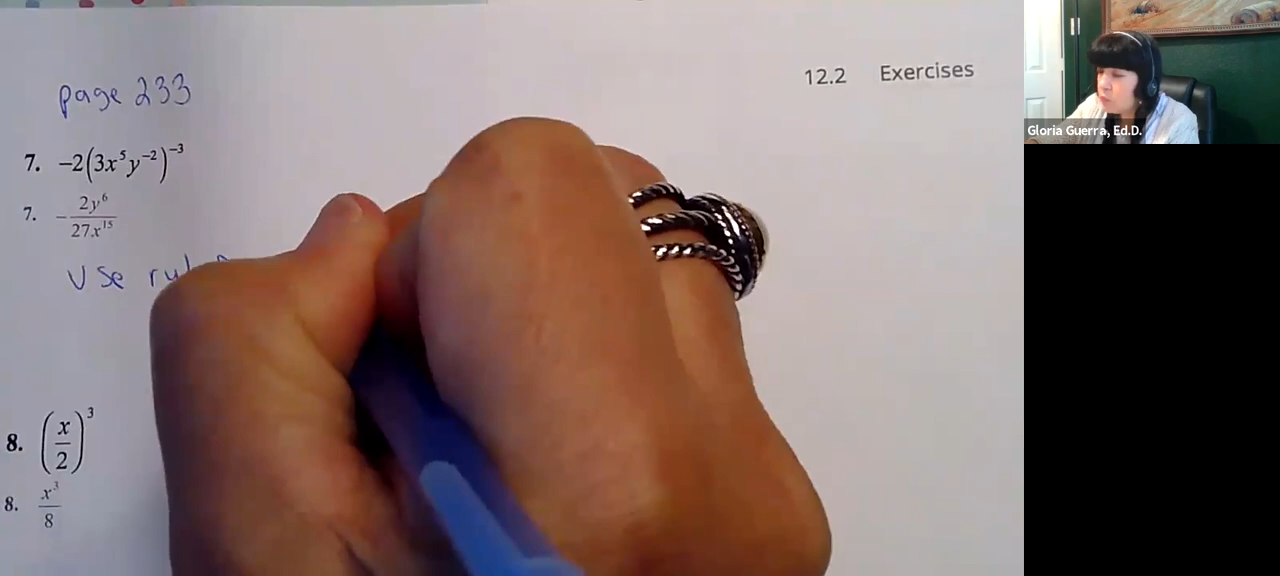 12.2 Exercises
page 233
Gloria Guerra, Ed.D.
7. −2(3x⁵y⁻²)⁻³
7. −2y⁶/27x¹⁵
Use
8. (x/2)³
8. x³/8